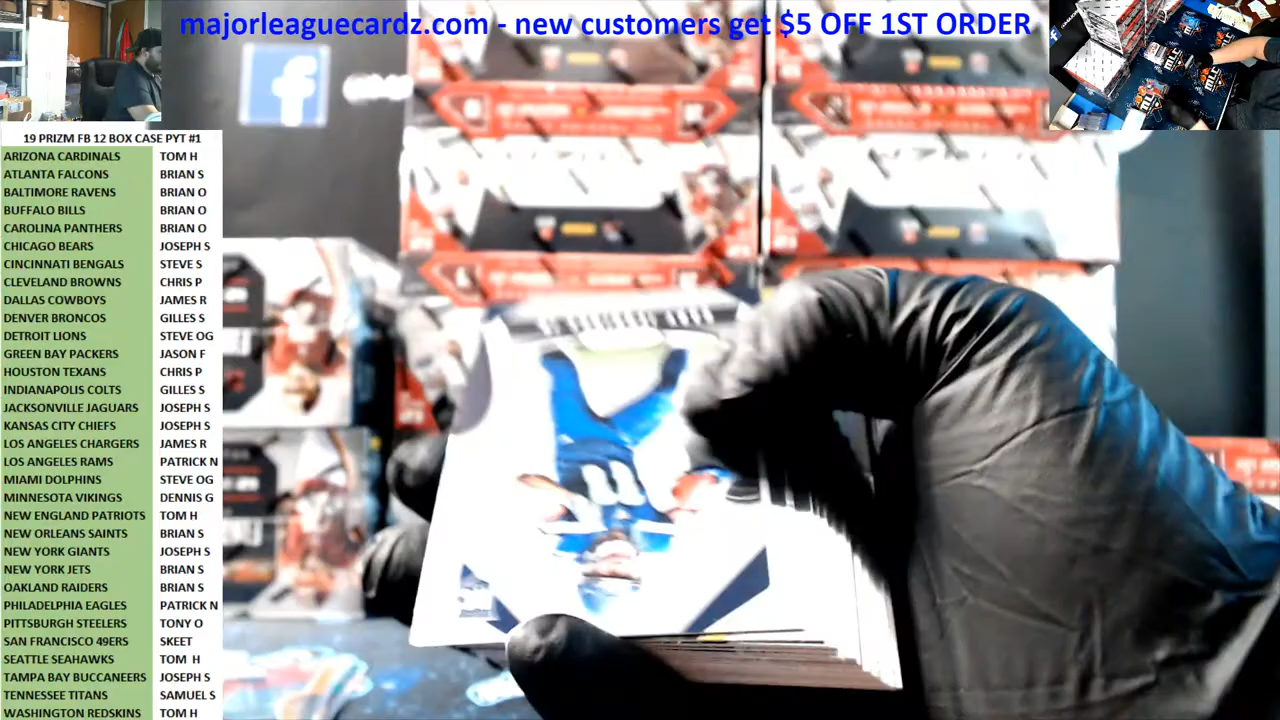 majorleaguecardz.com - new customers get $5 OFF 1ST ORDER
19 PRIZM FB 12 BOX CASE PYT #1
ARIZONA CARDINALS TOM H
ATLANTA FALCONS BRIAN S
BALTIMORE RAVENS BRIAN O
BUFFALO BILLS BRIAN O
CAROLINA PANTHERS BRIAN O
CHICAGO BEARS JOSEPH S
CINCINNATI BENGALS STEVE S
CLEVELAND BROWNS CHRIS P
DALLAS COWBOYS JAMES R
DENVER BRONCOS GILLES S
DETROIT LIONS STEVE OG
GREEN BAY PACKERS JASON F
HOUSTON TEXANS CHRIS P
INDIANAPOLIS COLTS GILLES S
JACKSONVILLE JAGUARS JOSEPH S
KANSAS CITY CHIEFS JOSEPH S
LOS ANGELES CHARGERS JAMES R
LOS ANGELES RAMS PATRICK N
MIAMI DOLPHINS STEVE OG
MINNESOTA VIKINGS DENNIS G
NEW ENGLAND PATRIOTS TOM H
NEW ORLEANS SAINTS BRIAN S
NEW YORK GIANTS JOSEPH S
NEW YORK JETS BRIAN S
OAKLAND RAIDERS BRIAN S
PHILADELPHIA EAGLES PATRICK N
PITTSBURGH STEELERS TONY O
SAN FRANCISCO 49ERS SKEET
SEATTLE SEAHAWKS TOM H
TAMPA BAY BUCCANEERS JOSEPH S
TENNESSEE TITANS SAMUEL S
WASHINGTON REDSKINS TOM H
MLC